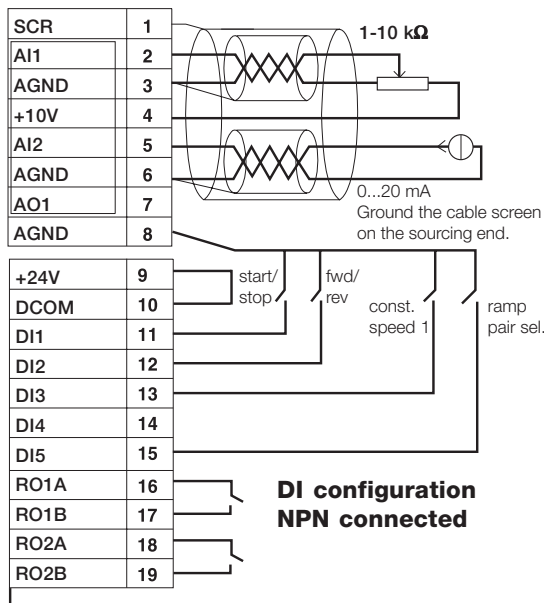 SCR 1
AI1 2
AGND 3
+10V 4
AI2 5
AGND 6
AO1 7
AGND 8
1-10 kΩ
0...20 mA
Ground the cable screen
on the sourcing end.
+24V 9
DCOM 10
DI1 11
DI2 12
DI3 13
DI4 14
DI5 15
RO1A 16
RO1B 17
RO2A 18
RO2B 19
start/
stop
fwd/
rev
const.
speed 1
ramp
pair sel.
DI configuration
NPN connected